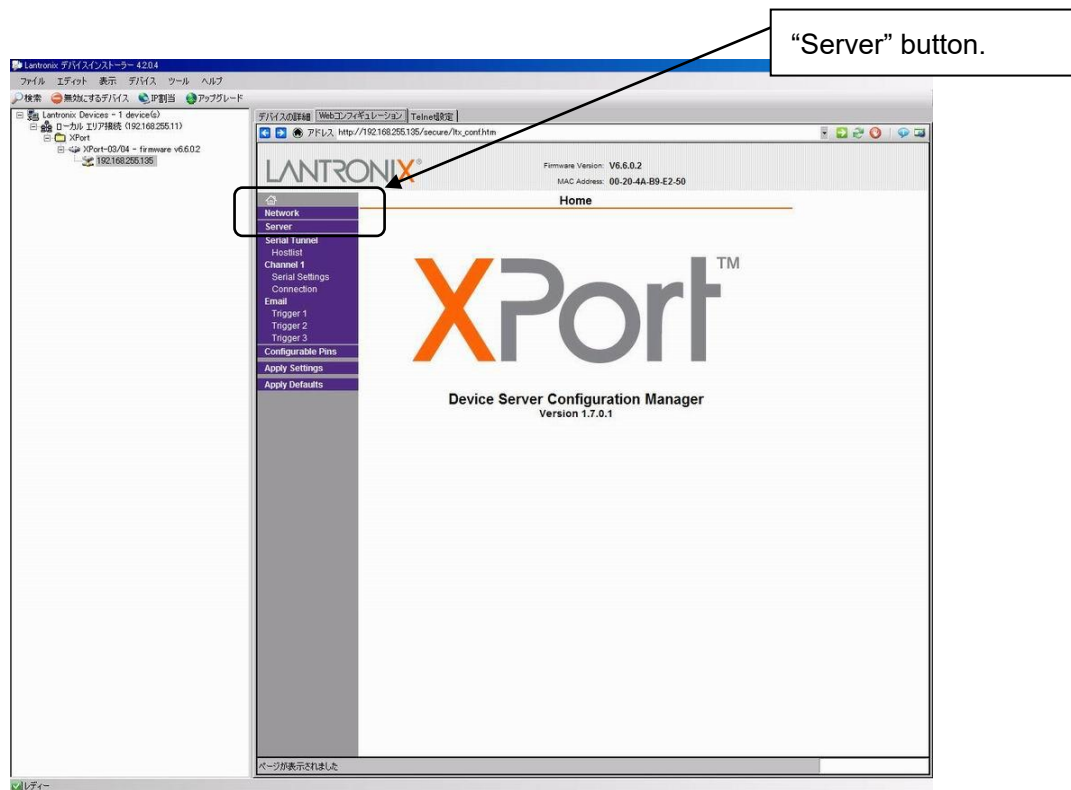 “Server” button.
Lantronix デバイスインストーラー 4.2.0.4
ファイル エディット 表示 デバイス ツール ヘルプ
検索 無効にするデバイス IP割当 アップグレード
Lantronix Devices - 1 device(s)
ローカル エリア接続 (192.168.255.11)
XPort
XPort-03/04 - firmware v6.6.0.2
192.168.255.135
デバイスの詳細 Webコンフィギュレーション Telnet設定
アドレス http://192.168.255.135/secure/ltx_conf.htm
LANTRONIX®
Firmware Version: V6.6.0.2
MAC Address: 00-20-4A-B9-E2-50
Home
Network
Server
Serial Tunnel
Hostlist
Channel 1
Serial Settings
Connection
Email
Trigger 1
Trigger 2
Trigger 3
Configurable Pins
Apply Settings
Apply Defaults
XPort™
Device Server Configuration Manager
Version 1.7.0.1
ページが表示されました
レディー